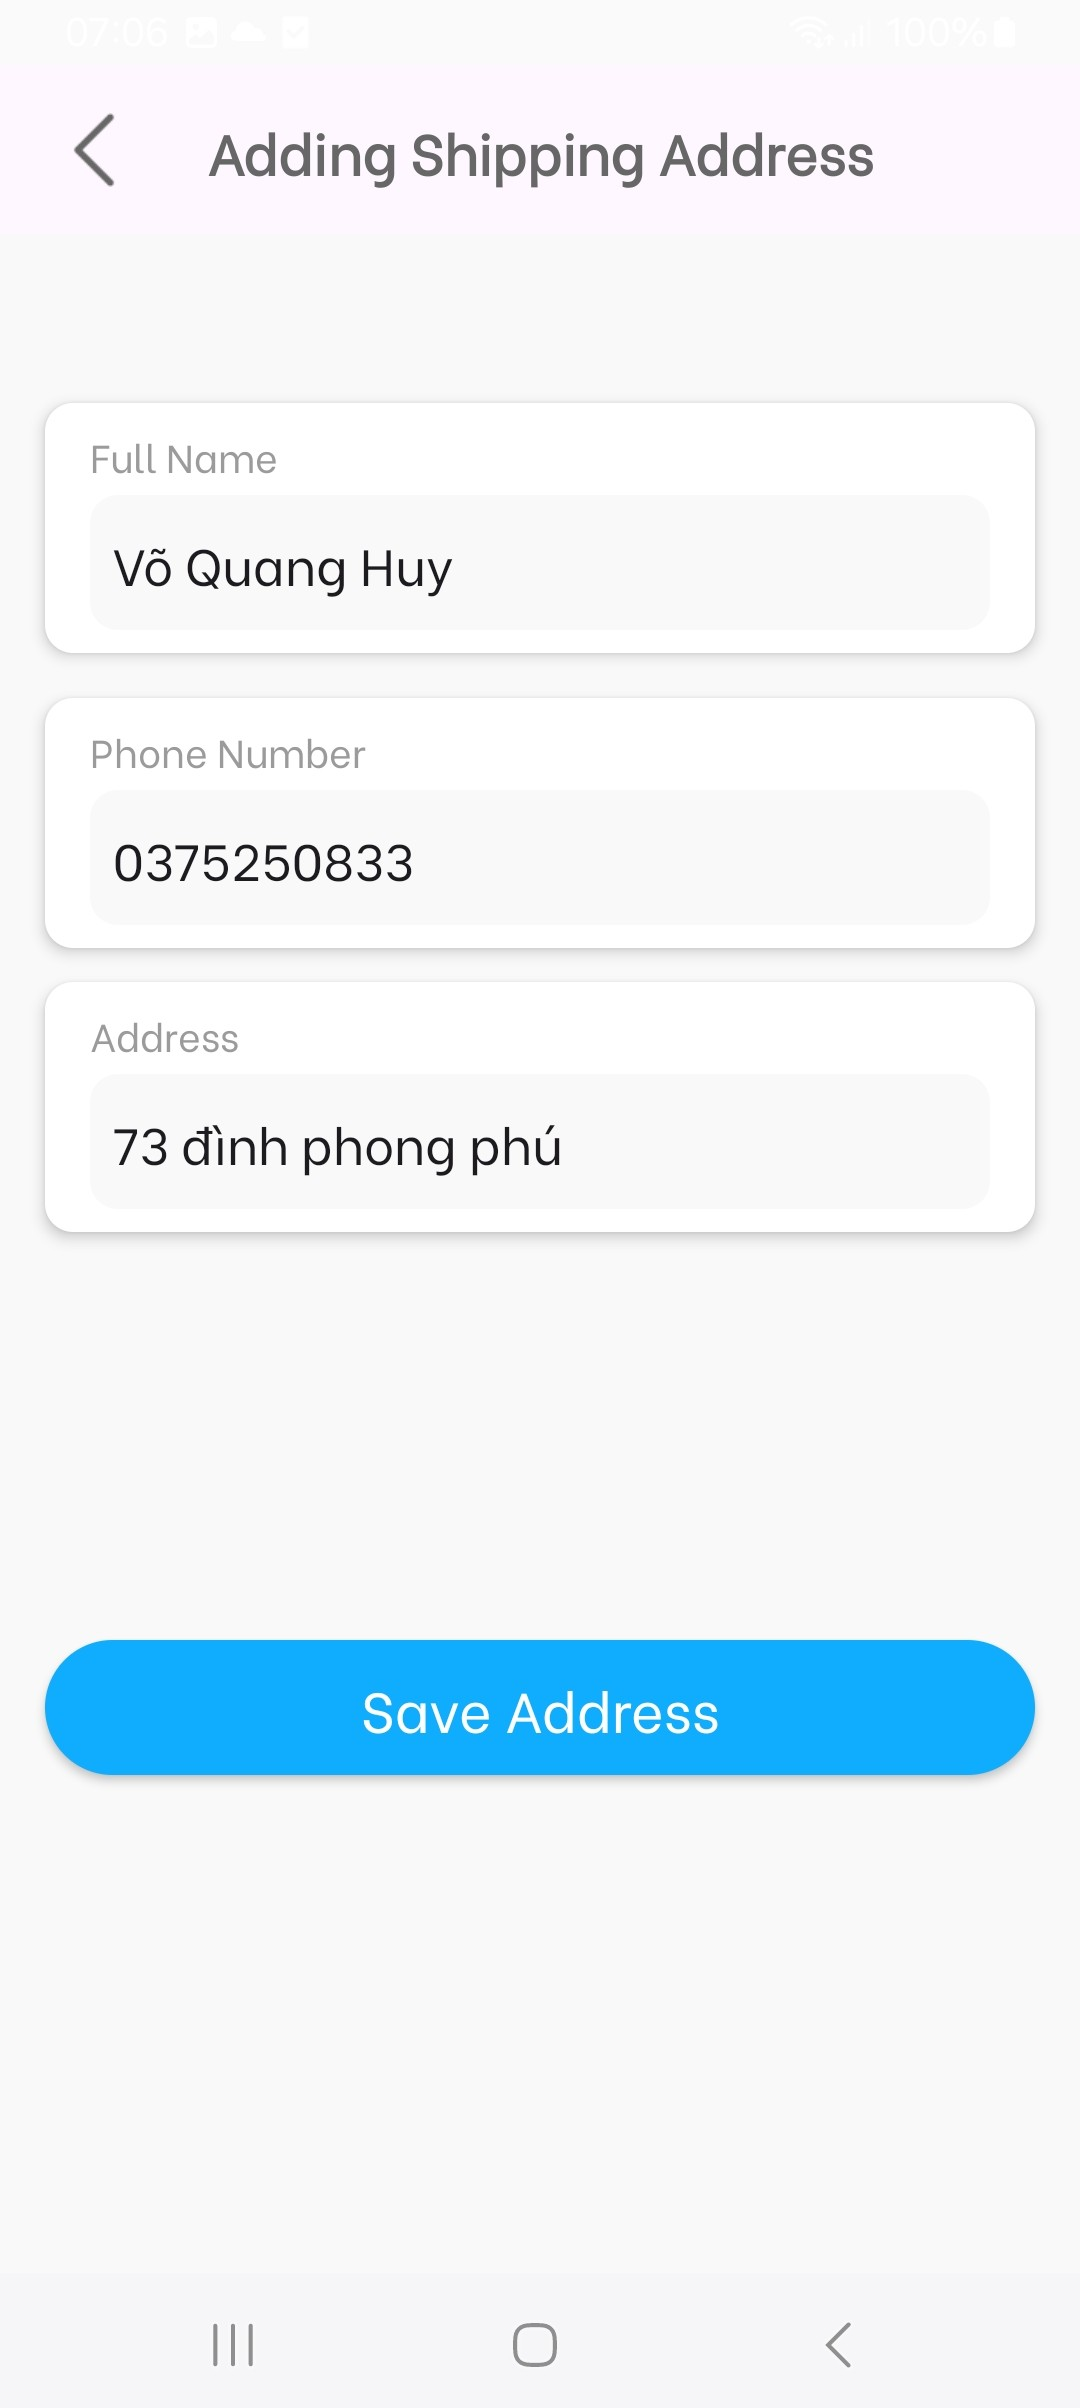 07:06 100%
Adding Shipping Address
Full Name
Võ Quang Huy
Phone Number
0375250833
Address
73 đình phong phú
Save Address